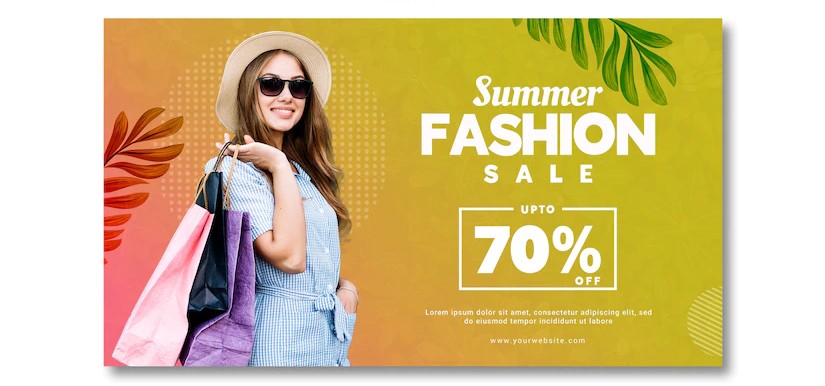 Summer
FASHION
SALE
UPTO
70%
OFF
Lorem ipsum dolor sit amet, consectetur adipiscing elit, sed
do eiusmod tempor incididunt ut labore
www.yourwebsite.com